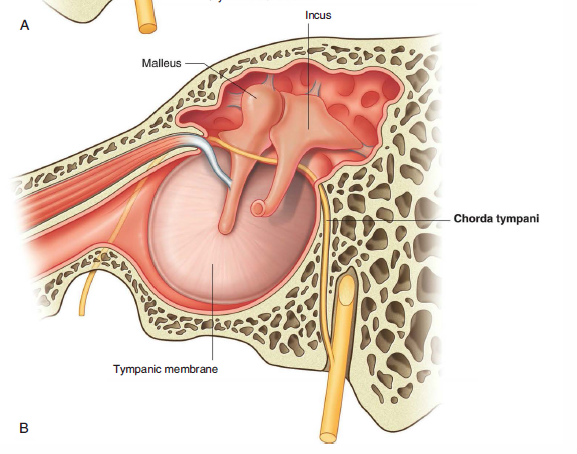 A
Incus
Malleus
Chorda tympani
Tympanic membrane
B